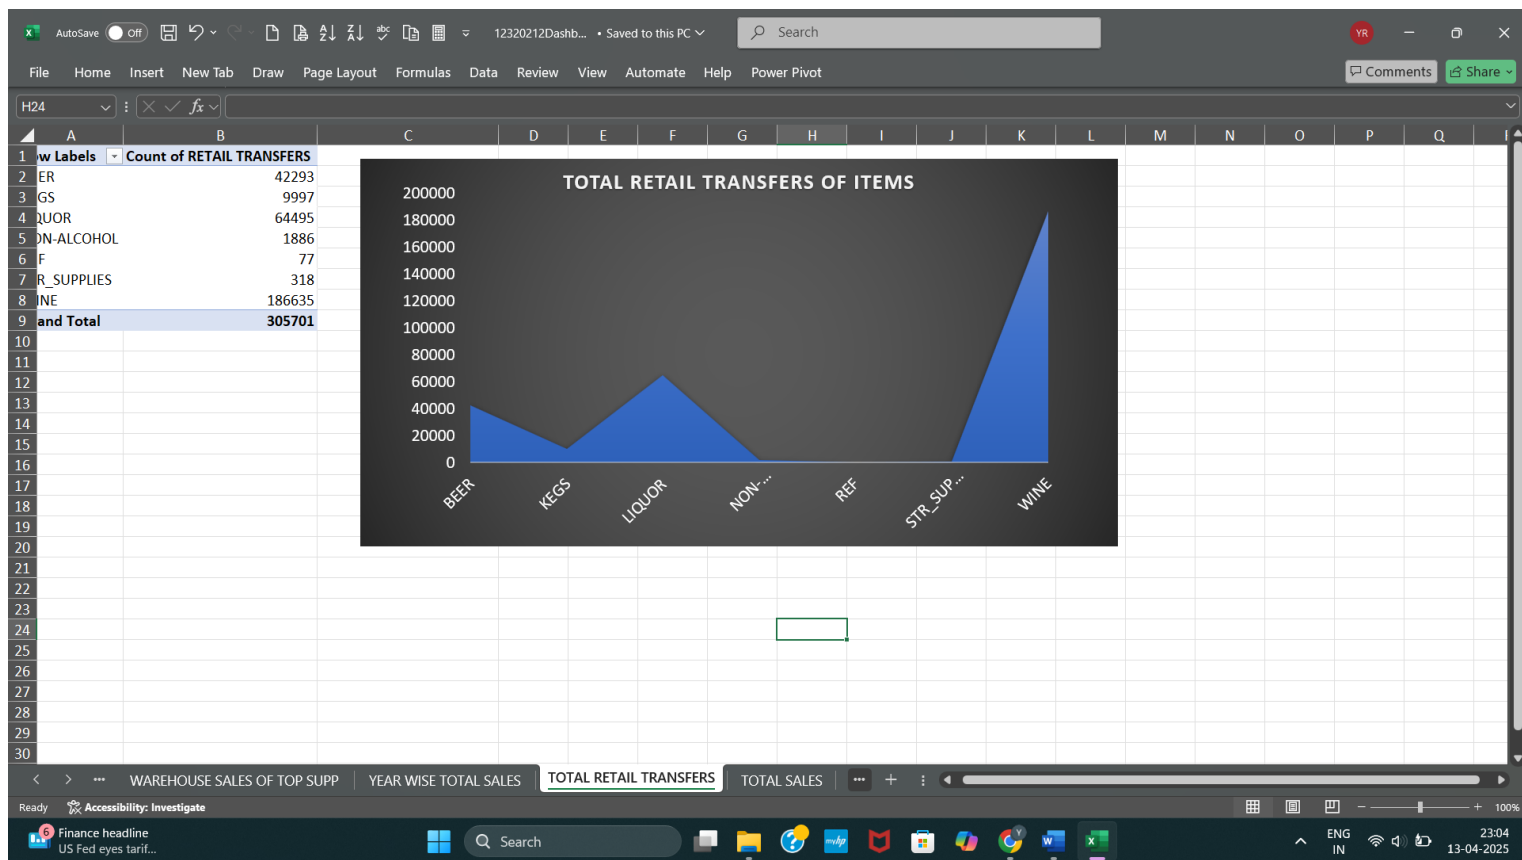 AutoSave Off 12320212Dashb... • Saved to this PC Search YR
File Home Insert New Tab Draw Page Layout Formulas Data Review View Automate Help Power Pivot Comments Share
H24 fx
A B C D E F G H I J K L M N O P Q
1 w Labels Count of RETAIL TRANSFERS
2 ER 42293
3 GS 9997
4 QUOR 64495
5 ON-ALCOHOL 1886
6 F 77
7 R_SUPPLIES 318
8 INE 186635
9 and Total 305701
10
11
12
13
14
15
16
17
18
19
20
21
22
23
24
25
26
27
28
29
30
TOTAL RETAIL TRANSFERS OF ITEMS
200000
180000
160000
140000
120000
100000
80000
60000
40000
20000
0
BEER KEGS LIQUOR NON-... REF STR_SUP... WINE
WAREHOUSE SALES OF TOP SUPP YEAR WISE TOTAL SALES TOTAL RETAIL TRANSFERS TOTAL SALES
Ready Accessibility: Investigate 100%
6 Finance headline
US Fed eyes tarif...
Search
myhp
Y
ENG
IN
23:04
13-04-2025